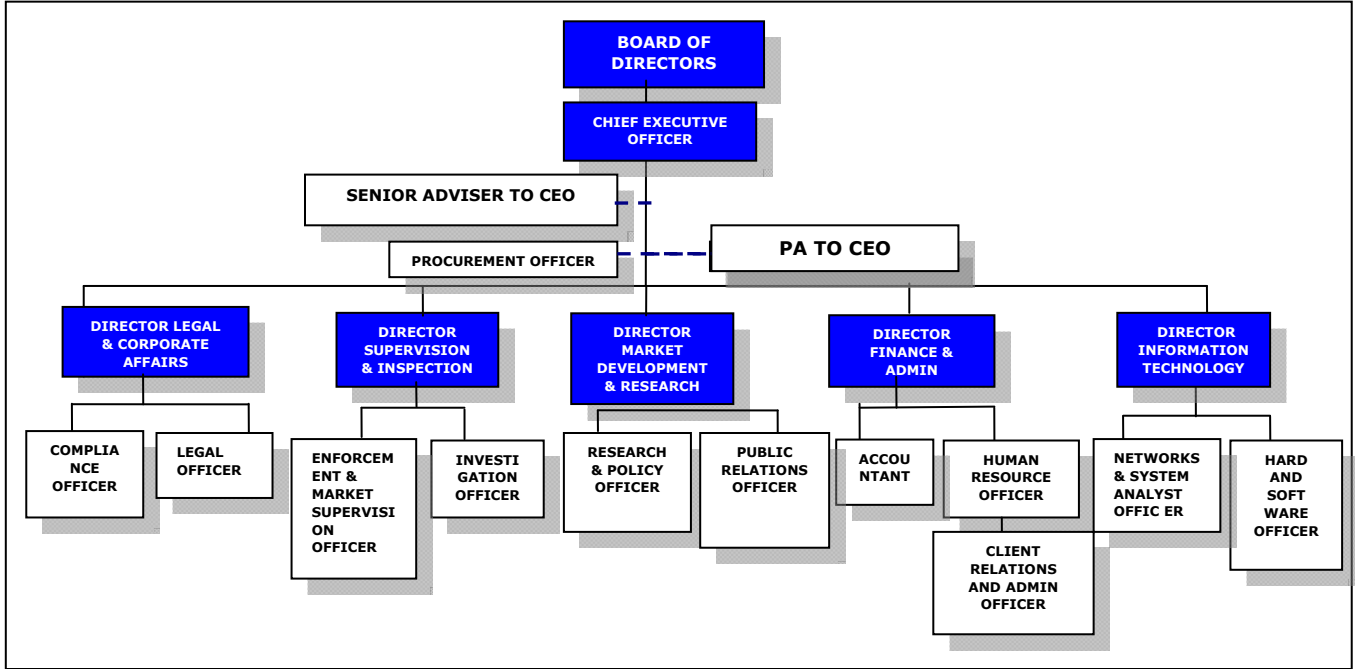 BOARD OF
DIRECTORS
CHIEF EXECUTIVE
OFFICER
SENIOR ADVISER TO CEO
PROCUREMENT OFFICER
PA TO CEO
DIRECTOR LEGAL
& CORPORATE
AFFAIRS
DIRECTOR
SUPERVISION
& INSPECTION
DIRECTOR
MARKET
DEVELOPMENT
& RESEARCH
DIRECTOR
FINANCE &
ADMIN
DIRECTOR
INFORMATION
TECHNOLOGY
COMPLIA
NCE
OFFICER
LEGAL
OFFICER
ENFORCEM
ENT &
MARKET
SUPERVISI
ON
OFFICER
INVESTI
GATION
OFFICER
RESEARCH
& POLICY
OFFICER
PUBLIC
RELATIONS
OFFICER
ACCOU
NTANT
HUMAN
RESOURCE
OFFICER
CLIENT
RELATIONS
AND ADMIN
OFFICER
NETWORKS
& SYSTEM
ANALYST
OFFIC ER
HARD
AND
SOFT
WARE
OFFICER